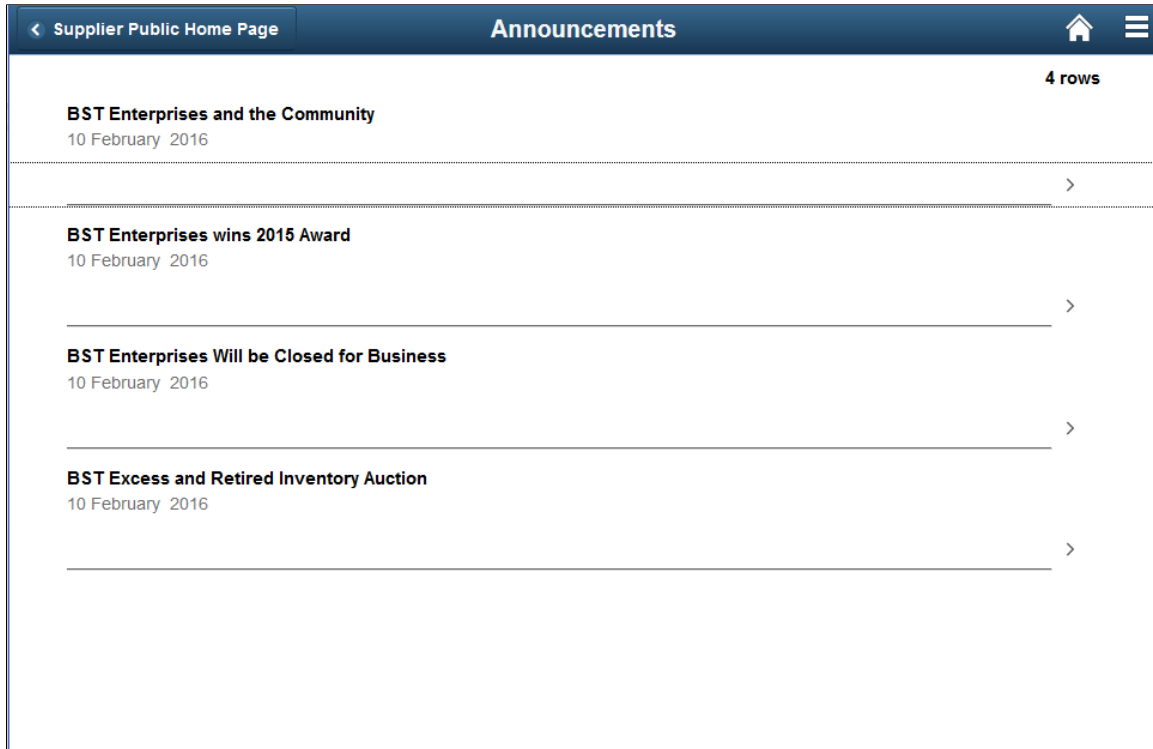 Supplier Public Home Page
Announcements
4 rows
BST Enterprises and the Community
10 February 2016
BST Enterprises wins 2015 Award
10 February 2016
BST Enterprises Will be Closed for Business
10 February 2016
BST Excess and Retired Inventory Auction
10 February 2016